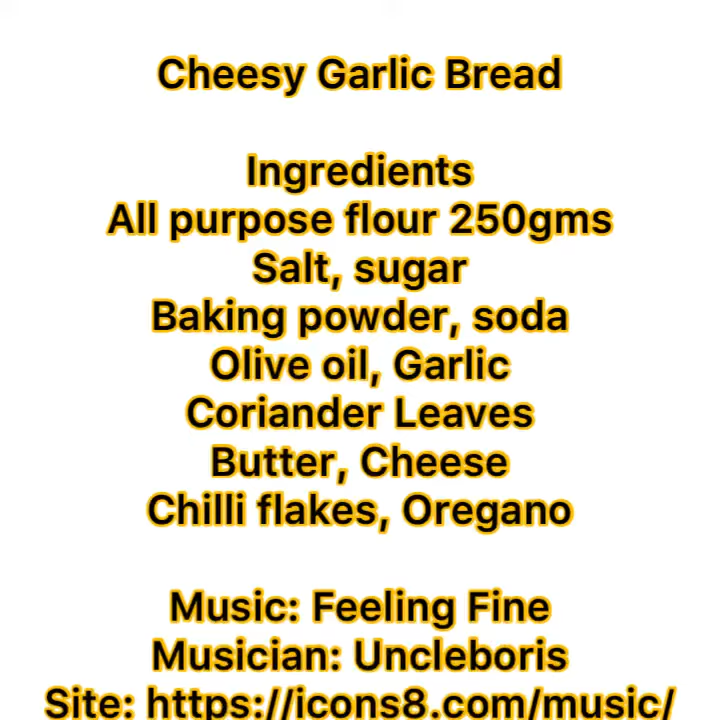 Cheesy Garlic Bread
Ingredients
All purpose flour 250gms
Salt, sugar
Baking powder, soda
Olive oil, Garlic
Coriander Leaves
Butter, Cheese
Chilli flakes, Oregano
Music: Feeling Fine
Musician: Uncleboris
Site: https://icons8.com/music/